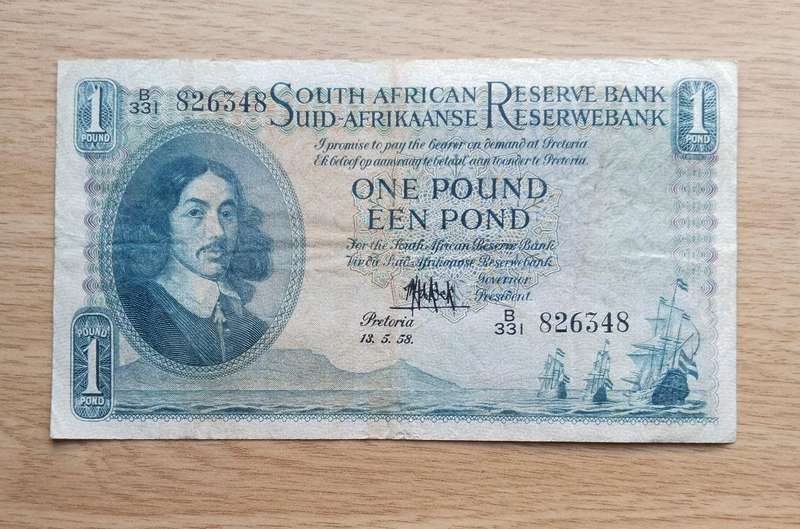 1
POUND
B/331 826348
SOUTH AFRICAN RESERVE BANK
SUID-AFRIKAANSE RESERWEBANK
1
POUND
I promise to pay the bearer on demand at Pretoria.
Ek beloof op aanvraag te betaal aan toonder te Pretoria.
ONE POUND
EEN POND
For the South African Reserve Bank
Vir die Suid-Afrikaanse Reserwebank
Governor
President.
Pretoria
13.5.58.
B/331 826348
POUND
1
POND